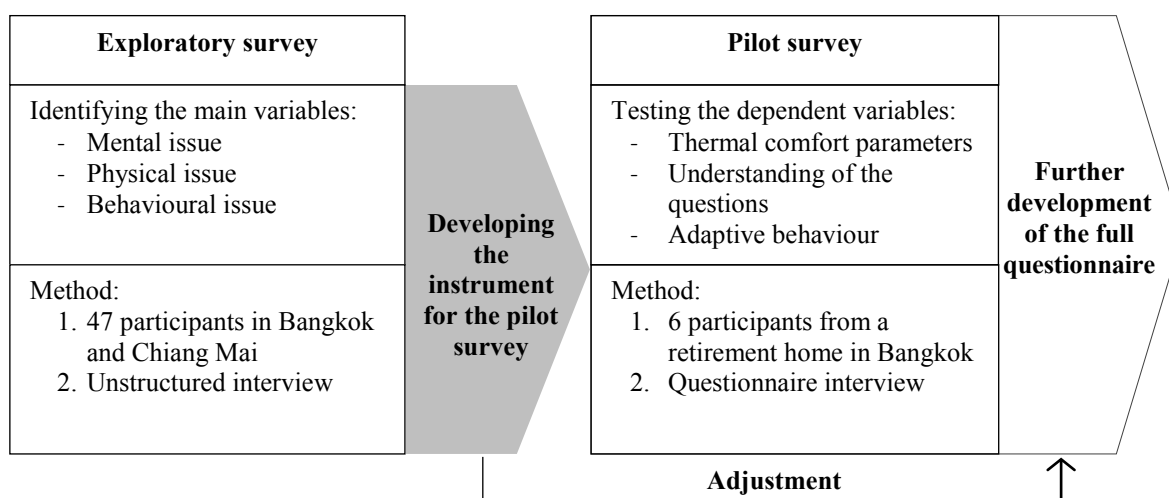 Exploratory survey
Identifying the main variables:
- Mental issue
- Physical issue
- Behavioural issue
Method:
1. 47 participants in Bangkok
and Chiang Mai
2. Unstructured interview
Developing
the
instrument
for the pilot
survey
Pilot survey
Testing the dependent variables:
- Thermal comfort parameters
- Understanding of the
questions
- Adaptive behaviour
Method:
1. 6 participants from a
retirement home in Bangkok
2. Questionnaire interview
Further
development
of the full
questionnaire
Adjustment